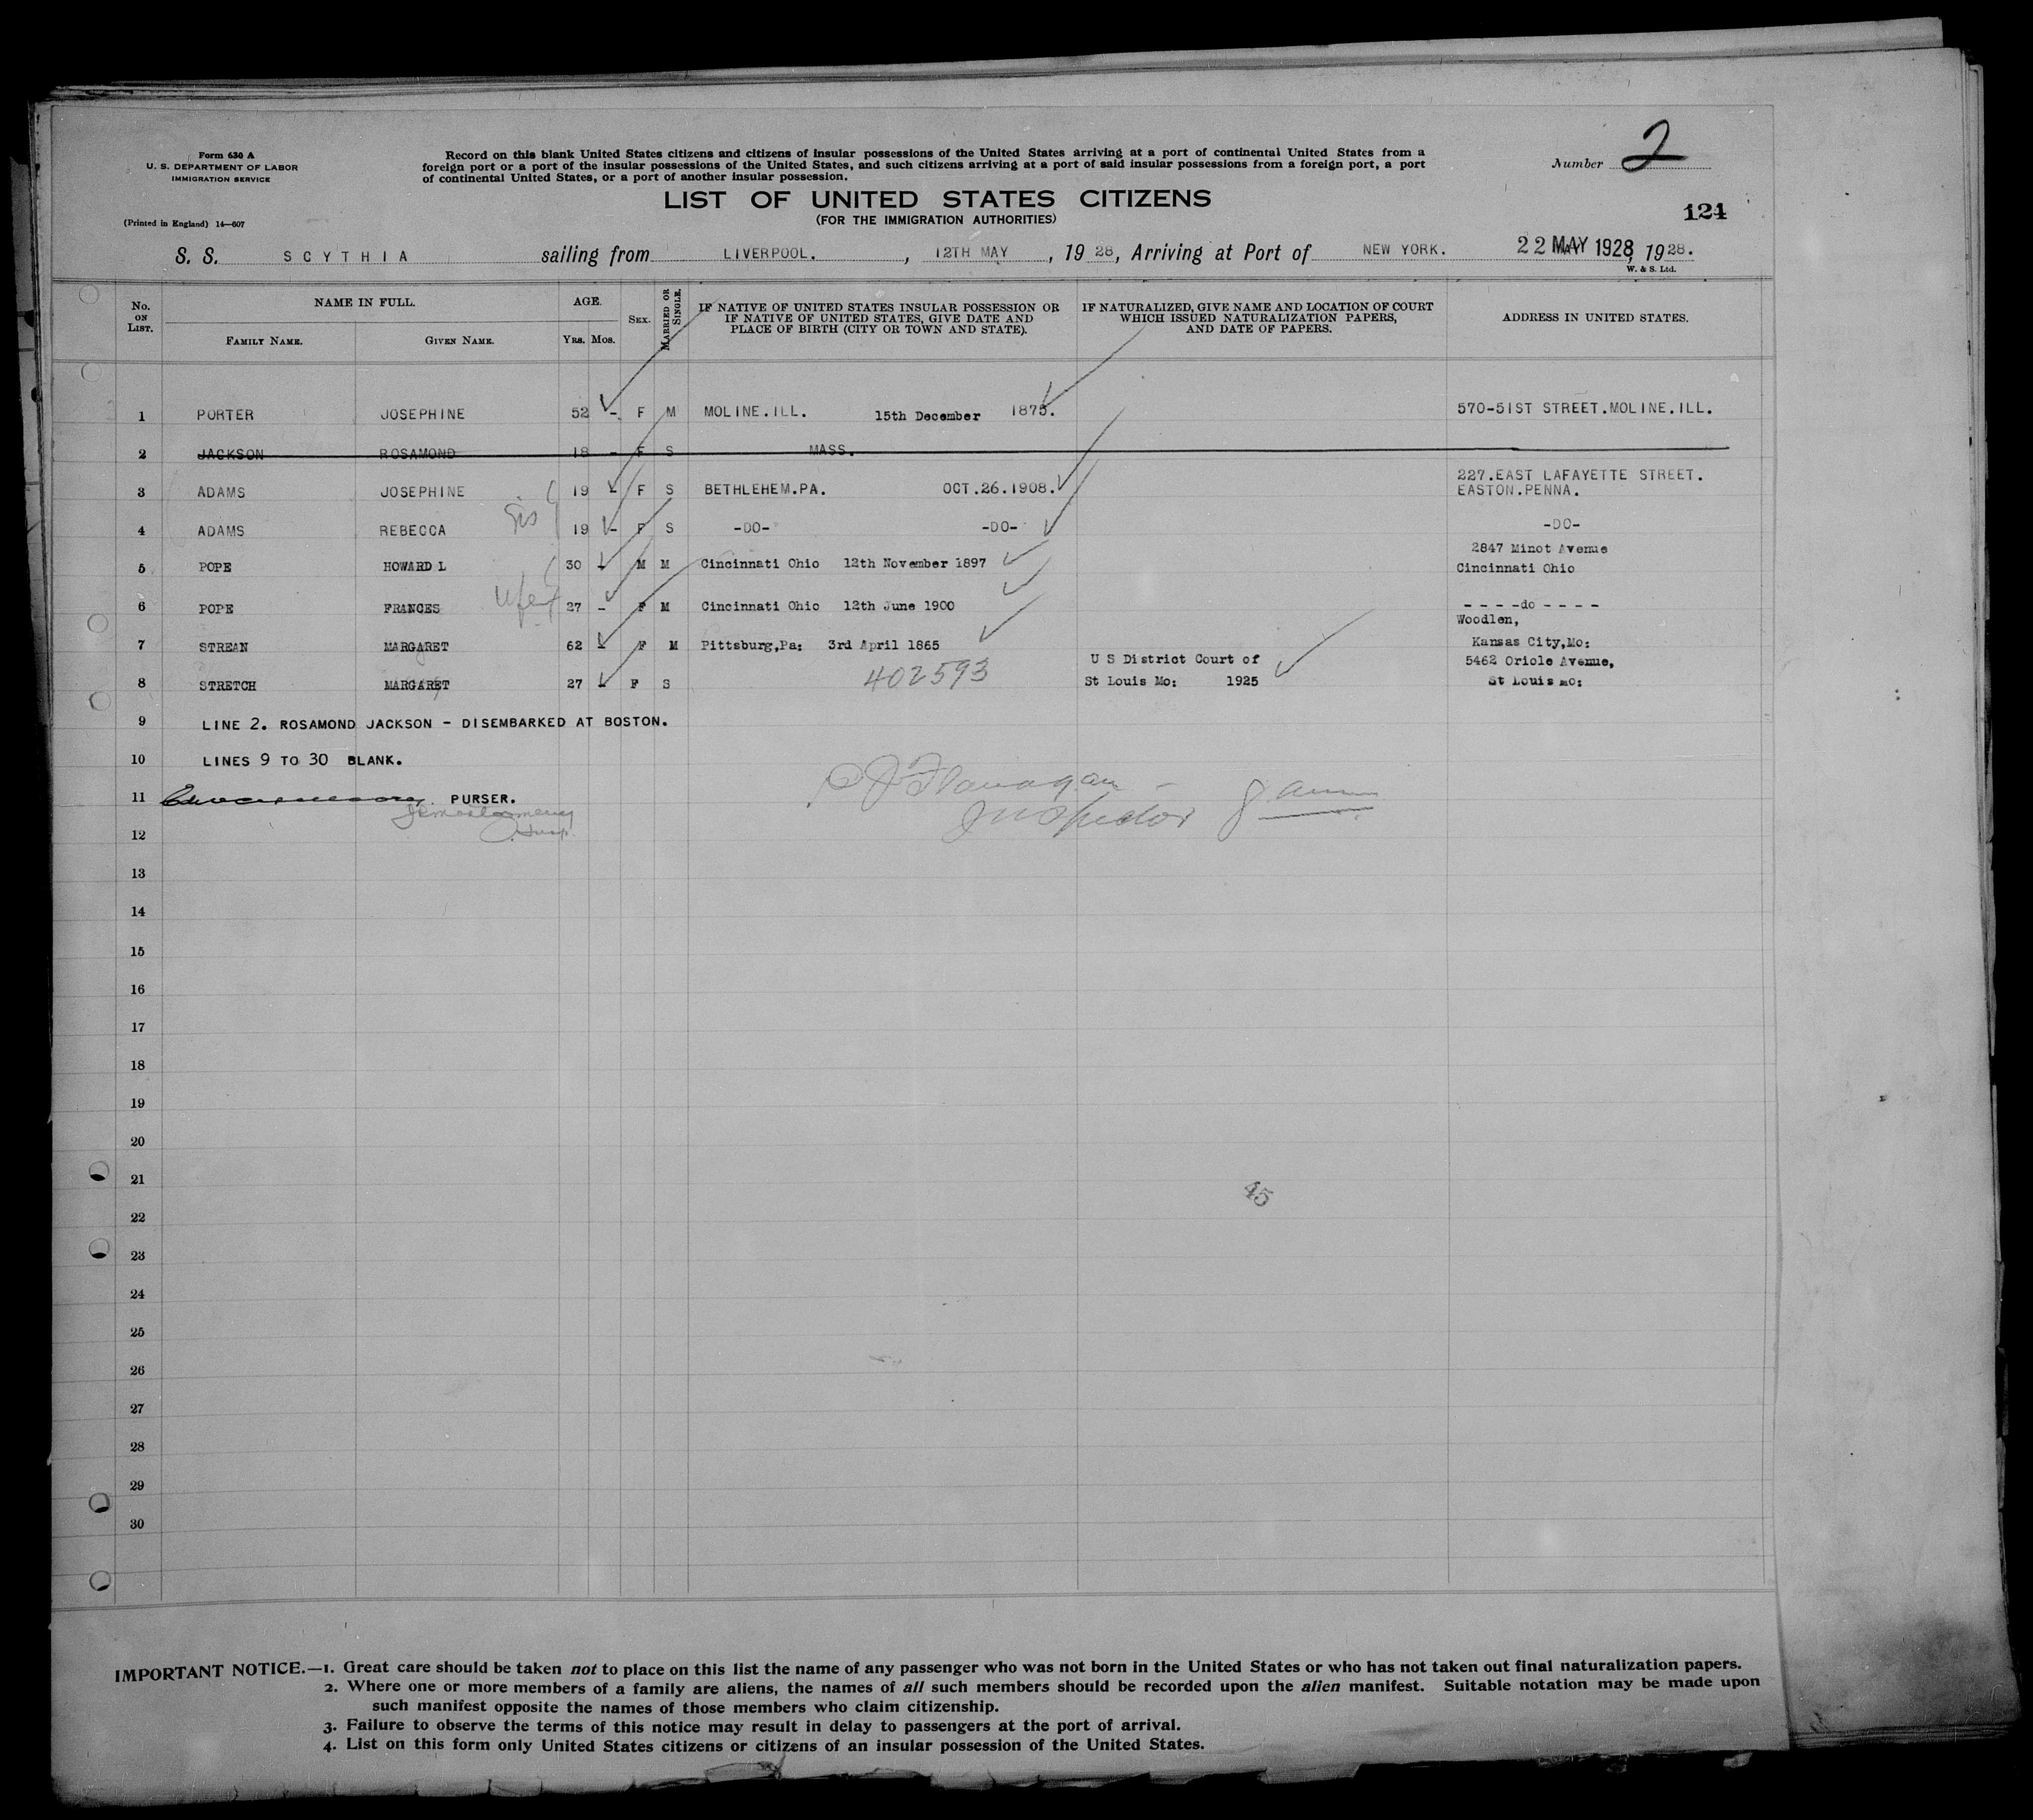 Form 630 A
U. S. DEPARTMENT OF LABOR
IMMIGRATION SERVICE
(Printed in England) 14—607
Record on this blank United States citizens and citizens of insular possessions of the United States arriving at a port of continental United States from a
foreign port or a port of the insular possessions of the United States, and such citizens arriving at a port of said insular possessions from a foreign port, a port
of continental United States, or a port of another insular possession.
Number 2
LIST OF UNITED STATES CITIZENS
(FOR THE IMMIGRATION AUTHORITIES)
124
S. S. SCYTHIA sailing from LIVERPOOL. , 12TH MAY , 19 28, Arriving at Port of NEW YORK. 22 MAY 1928, 1928.
W. & S. Ltd.
No. ON LIST. NAME IN FULL. AGE. SEX. MARRIED OR SINGLE. IF NATIVE OF UNITED STATES INSULAR POSSESSION OR IF NATIVE OF UNITED STATES, GIVE DATE AND PLACE OF BIRTH (CITY OR TOWN AND STATE). IF NATURALIZED, GIVE NAME AND LOCATION OF COURT WHICH ISSUED NATURALIZATION PAPERS, AND DATE OF PAPERS. ADDRESS IN UNITED STATES.
FAMILY NAME. GIVEN NAME. YRS. MOS.
1 PORTER JOSEPHINE 52 - F M MOLINE.ILL. 15th December 1875. 570-51ST STREET.MOLINE.ILL.
2 JACKSON ROSAMOND 18 - F S MASS.
3 ADAMS JOSEPHINE 19 - F S BETHLEHEM.PA. OCT.26.1908. 227.EAST LAFAYETTE STREET. EASTON.PENNA.
Sis
4 ADAMS REBECCA 19 - F S -DO- -DO- -DO-
5 POPE HOWARD L 30 - M M Cincinnati Ohio 12th November 1897 2847 Minot Avenue Cincinnati Ohio
wife
6 POPE FRANCES 27 - F M Cincinnati Ohio 12th June 1900 - - - -do - - - -
7 STREAN MARGARET 62 - F M Pittsburg,Pa: 3rd April 1865 Woodlen, Kansas City,Mo:
8 STRETCH MARGARET 27 - F S 402593 U S District Court of St Louis Mo: 1925 5462 Oriole Avenue, St Louis Mo:
9 LINE 2. ROSAMOND JACKSON - DISEMBARKED AT BOSTON.
10 LINES 9 TO 30 BLANK.
11 PURSER.
Flanagan
Inspector
12
13
14
15
16
17
18
19
20
21
45
22
23
24
25
26
27
28
29
30
IMPORTANT NOTICE.—1. Great care should be taken not to place on this list the name of any passenger who was not born in the United States or who has not taken out final naturalization papers.
2. Where one or more members of a family are aliens, the names of all such members should be recorded upon the alien manifest. Suitable notation may be made upon
such manifest opposite the names of those members who claim citizenship.
3. Failure to observe the terms of this notice may result in delay to passengers at the port of arrival.
4. List on this form only United States citizens or citizens of an insular possession of the United States.